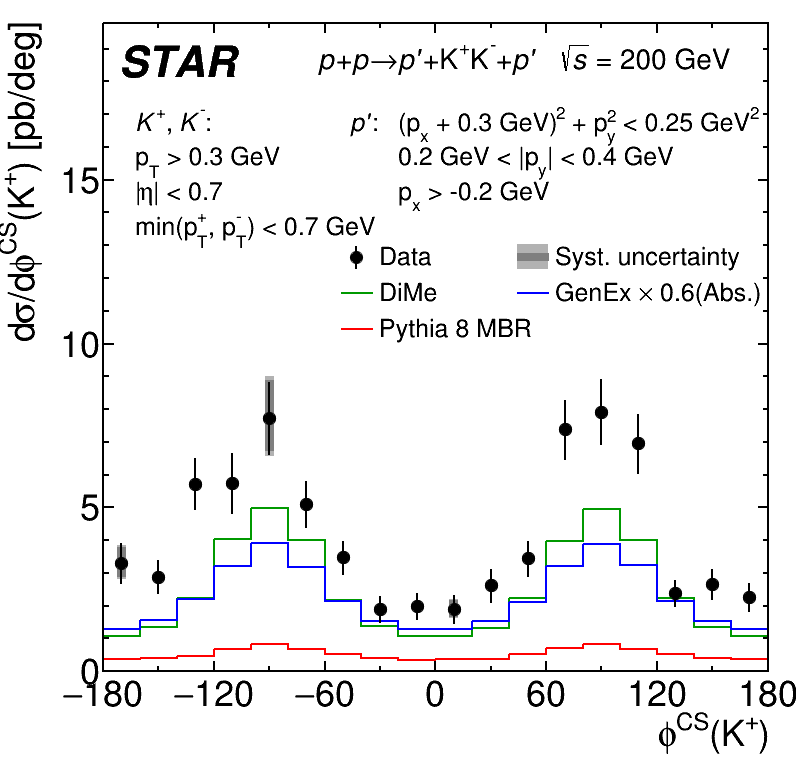 STAR p+p→p′+K⁺K⁻+p′ √s = 200 GeV
K⁺, K⁻: p′: (pₓ + 0.3 GeV)² + p_y² < 0.25 GeV²
p_T > 0.3 GeV 0.2 GeV < |p_y| < 0.4 GeV
|η| < 0.7 pₓ > -0.2 GeV
min(p_T⁺, p_T⁻) < 0.7 GeV
Data Syst. uncertainty
DiMe GenEx × 0.6(Abs.)
Pythia 8 MBR
dσ/dϕ^CS(K⁺) [pb/deg]
15
10
5
0
−180 −120 −60 0 60 120 180
ϕ^CS(K⁺)